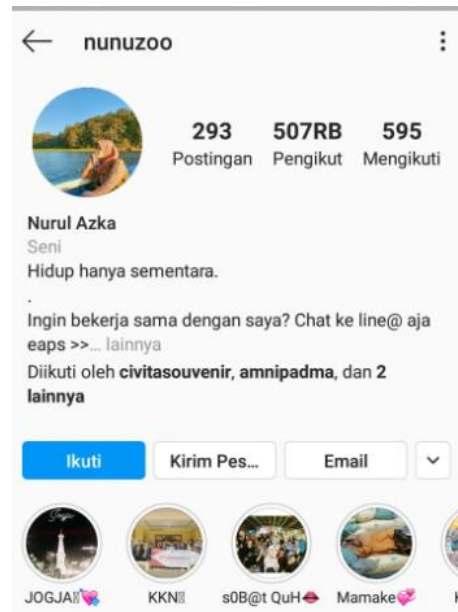 nunuzoo
293 507RB 595
Postingan Pengikut Mengikuti
Nurul Azka
Seni
Hidup hanya sementara.
.
Ingin bekerja sama dengan saya? Chat ke line@ aja
eaps >>... lainnya
Diikuti oleh civitasouvenir, amnipadma, dan 2
lainnya
Ikuti Kirim Pes... Email
JOGJA💘 KKN s0B@t QuH👄 Mamake💞